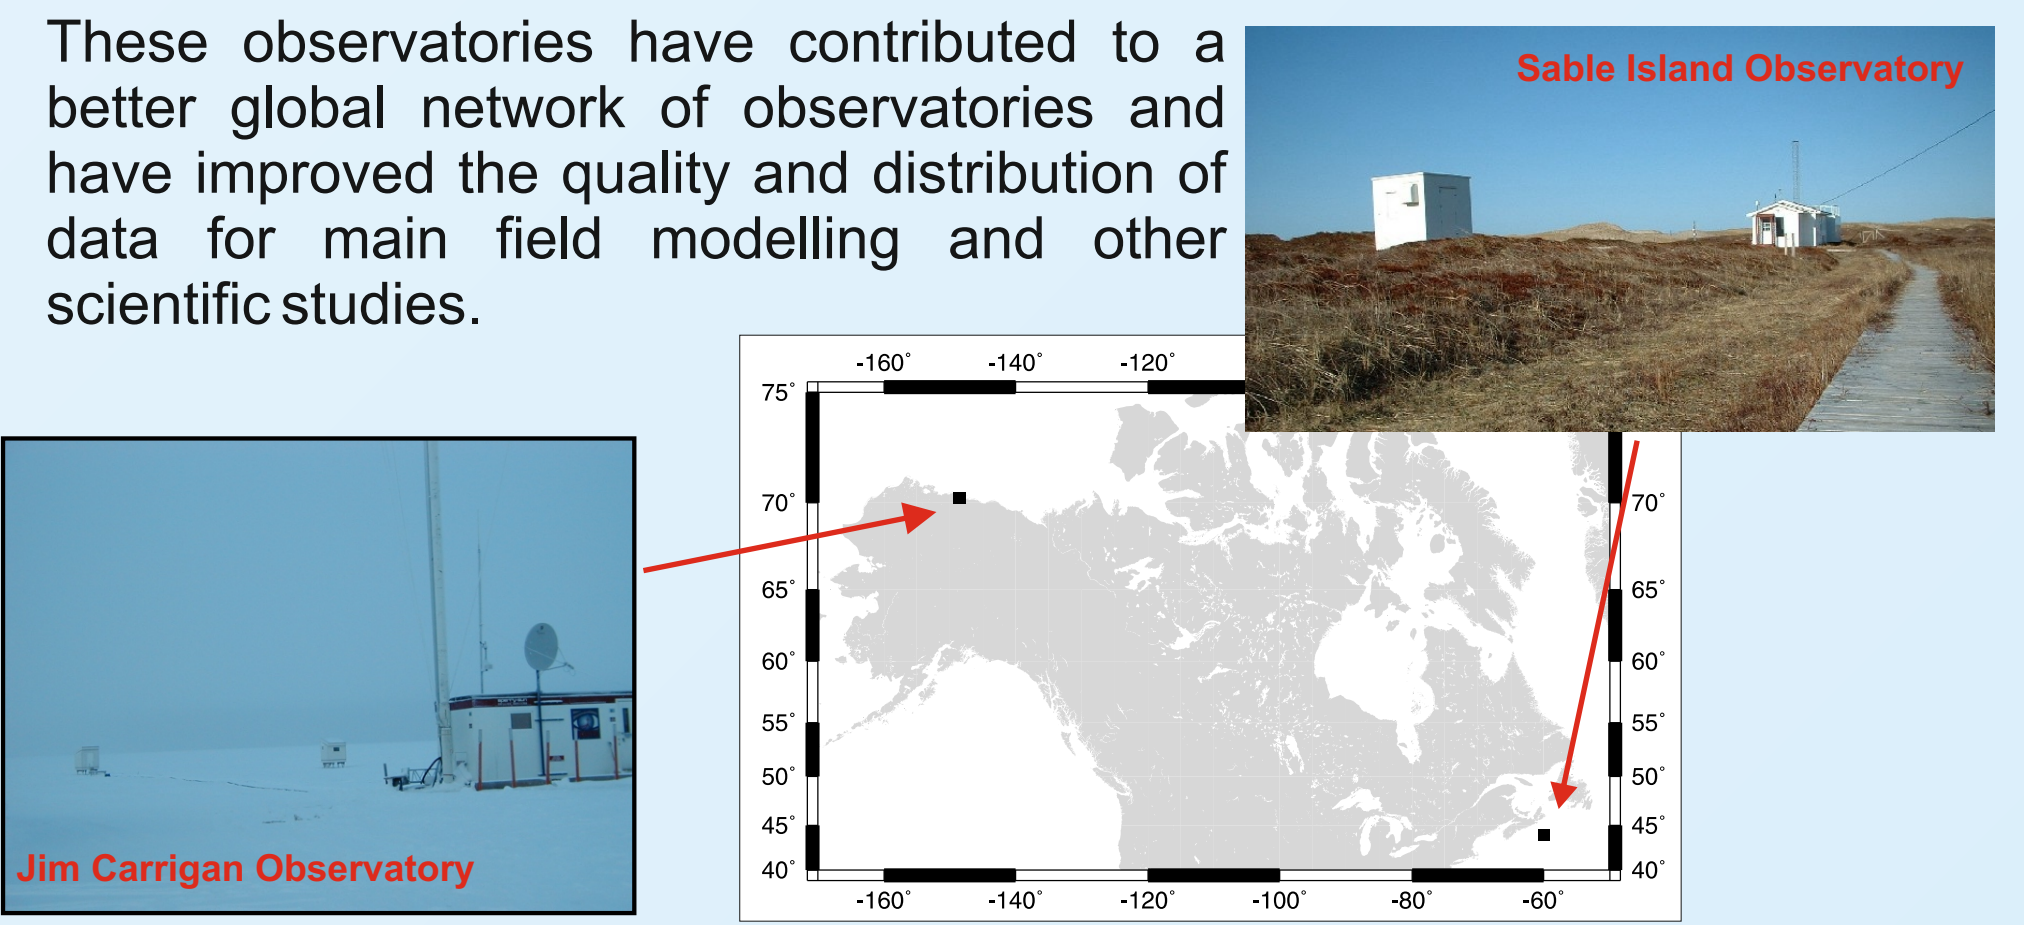 These observatories have contributed to a
better global network of observatories and
have improved the quality and distribution of
data for main field modelling and other
scientific studies.
Sable Island Observatory
-160° -140° -120°
75°
70° 70°
65° 65°
60° 60°
55° 55°
50° 50°
45° 45°
40° 40°
-160° -140° -120° -100° -80° -60°
Jim Carrigan Observatory